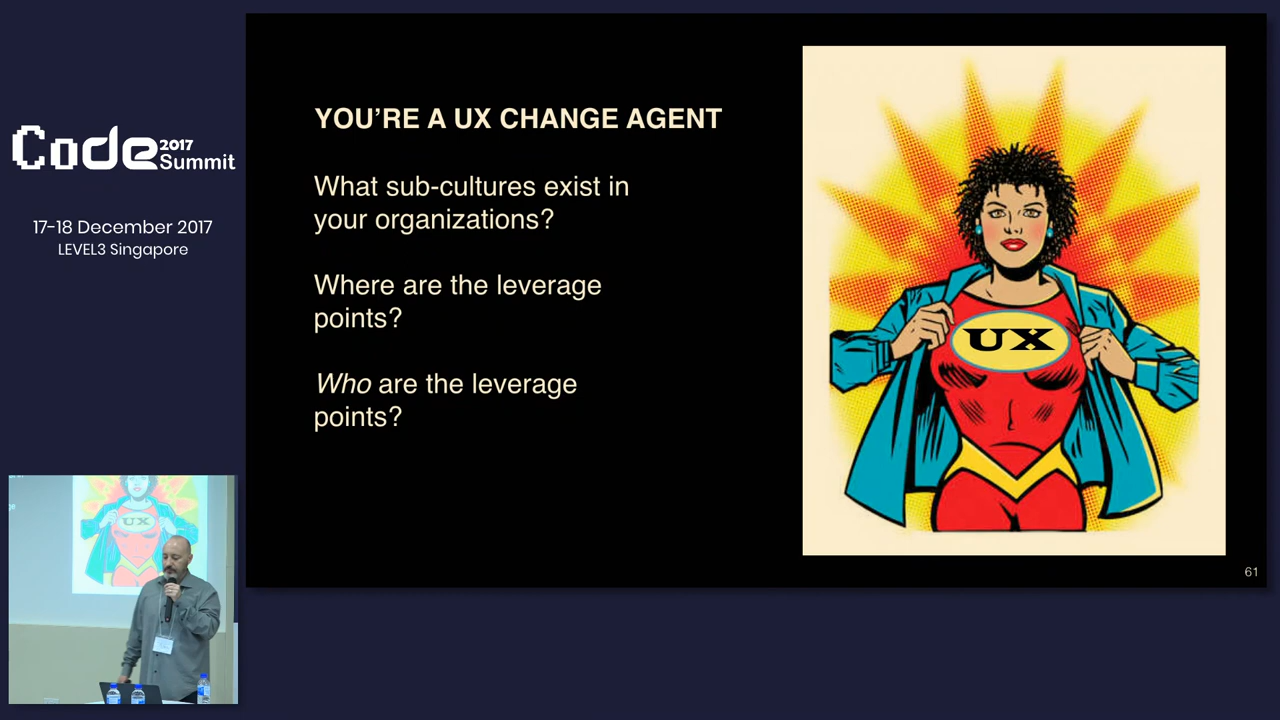 Code 2017 Summit
17-18 December 2017
LEVEL3 Singapore
YOU'RE A UX CHANGE AGENT
What sub-cultures exist in
your organizations?
Where are the leverage
points?
Who are the leverage
points?
UX
61
UX